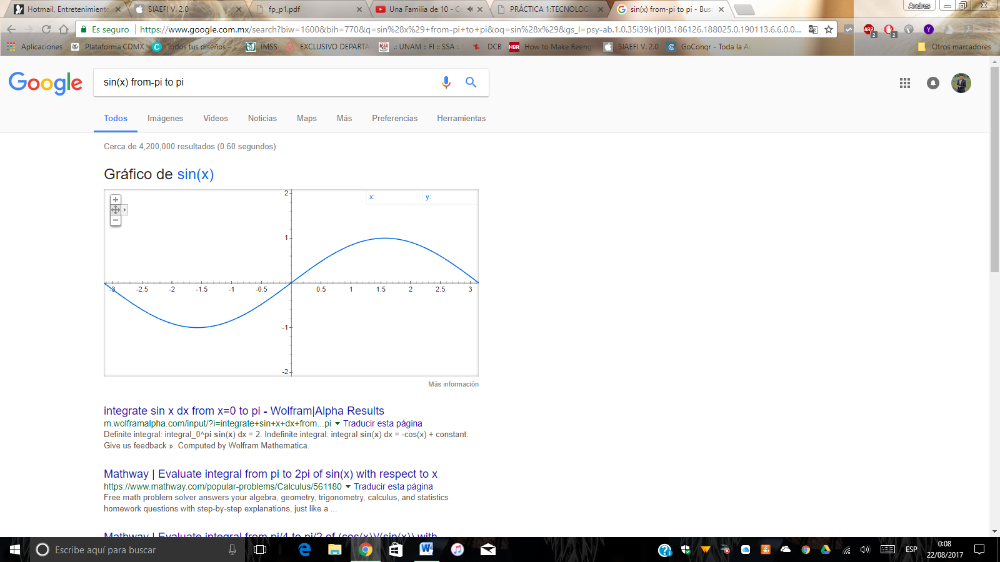 Hotmail, Entretenimiento
SIAEFI V. 2.0
fp_p1.pdf
Una Familia de 10 - C
PRÁCTICA 1:TECNOLOG
sin(x) from-pi to pi - Bus
Andres
Es seguro
https://www.google.com.mx/search?biw=1600&bih=770&q=sin%28x%29+from-pi+to+pi&oq=sin%28x%29&gs_l=psy-ab.1.0.35i39k1j0l3.186126.188025.0.190113.6.6.0.0...
ABP
2
2
Y
Aplicaciones
Plataforma CDMX
Todos tus diseños –
IMSS
EXCLUSIVO DEPARTA
.: UNAM :: FI :: SSA :.
DCB
HBR
How to Make Reeng
SIAEFI V. 2.0
GoConqr - Toda la Ac
Otros marcadores
Google
sin(x) from-pi to pi
Todos
Imágenes
Videos
Noticias
Maps
Más
Preferencias
Herramientas
Cerca de 4,200,000 resultados (0.60 segundos)
Gráfico de sin(x)
x:
y:
2
1
-3
-2.5
-2
-1.5
-1
-0.5
0.5
1
1.5
2
2.5
3
-1
-2
Más información
integrate sin x dx from x=0 to pi - Wolfram|Alpha Results
m.wolframalpha.com/input/?i=integrate+sin+x+dx+from...pi ▾ Traducir esta página
Definite integral: integral_0^pi sin(x) dx = 2. Indefinite integral: integral sin(x) dx = -cos(x) + constant.
Give us feedback ». Computed by Wolfram Mathematica.
Mathway | Evaluate integral from pi to 2pi of sin(x) with respect to x
https://www.mathway.com/popular-problems/Calculus/561180 ▾ Traducir esta página
Free math problem solver answers your algebra, geometry, trigonometry, calculus, and statistics
homework questions with step-by-step explanations, just like a ...
Mathway | Evaluate integral from pi/4 to pi/2 of (cos(x))/(sin(x)) with
Escribe aquí para buscar
ESP
0:08
22/08/2017